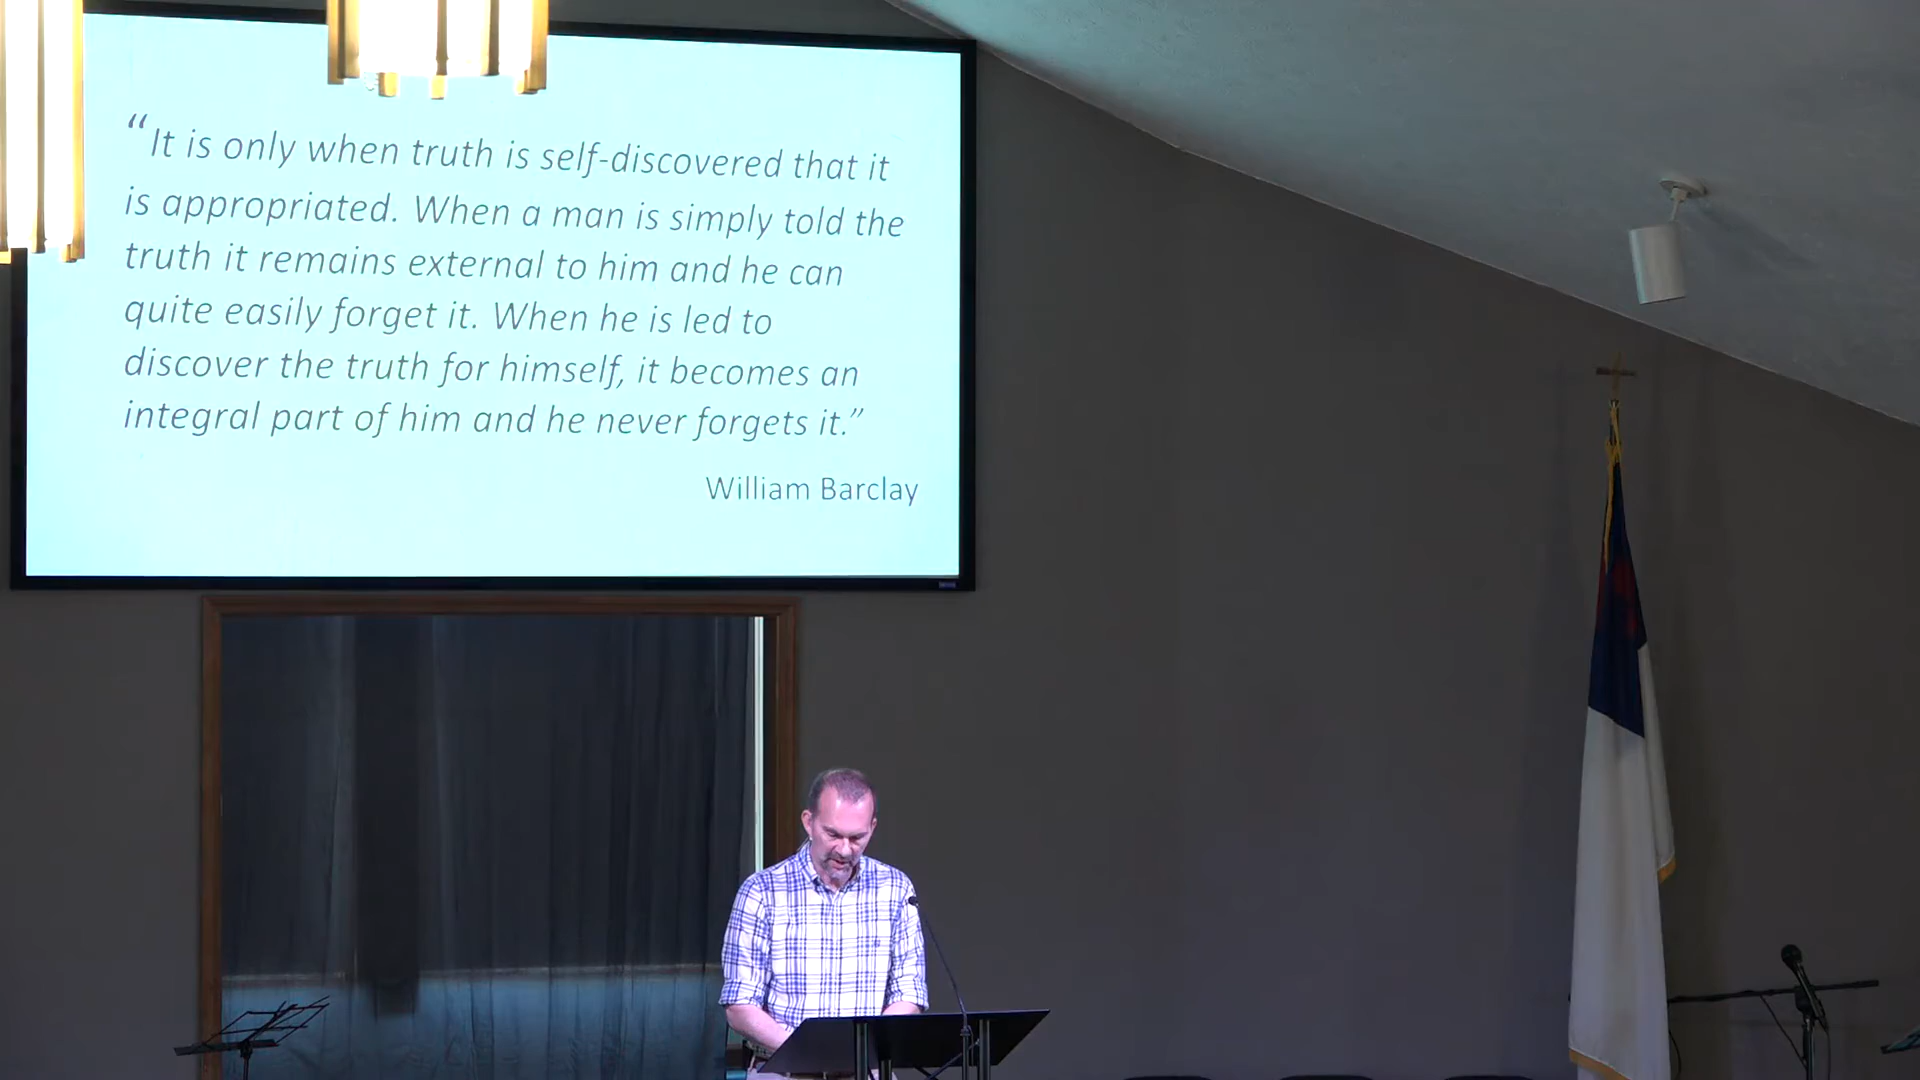 “It is only when truth is self-discovered that it
is appropriated. When a man is simply told the
truth it remains external to him and he can
quite easily forget it. When he is led to
discover the truth for himself, it becomes an
integral part of him and he never forgets it.”
William Barclay